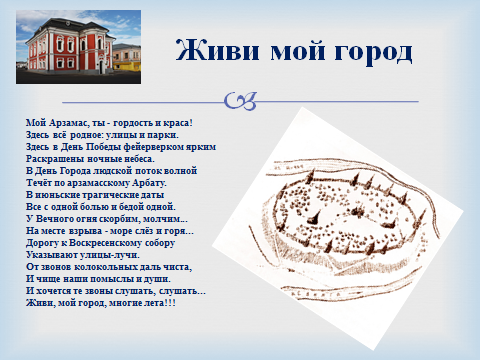 Живи мой город
Мой Арзамас, ты - гордость и краса!
Здесь всё родное: улицы и парки.
Здесь в День Победы фейерверком ярким
Раскрашены ночные небеса.
В День Города людской поток волной
Течёт по арзамасскому Арбату.
В июньские трагические даты
Все с одной болью и бедой одной.
У Вечного огня скорбим, молчим...
На месте взрыва - море слёз и горя...
Дорогу к Воскресенскому собору
Указывают улицы-лучи.
От звонов колокольных даль чиста,
И чище наши помыслы и души.
И хочется те звоны слушать, слушать...
Живи, мой город, многие лета!!!